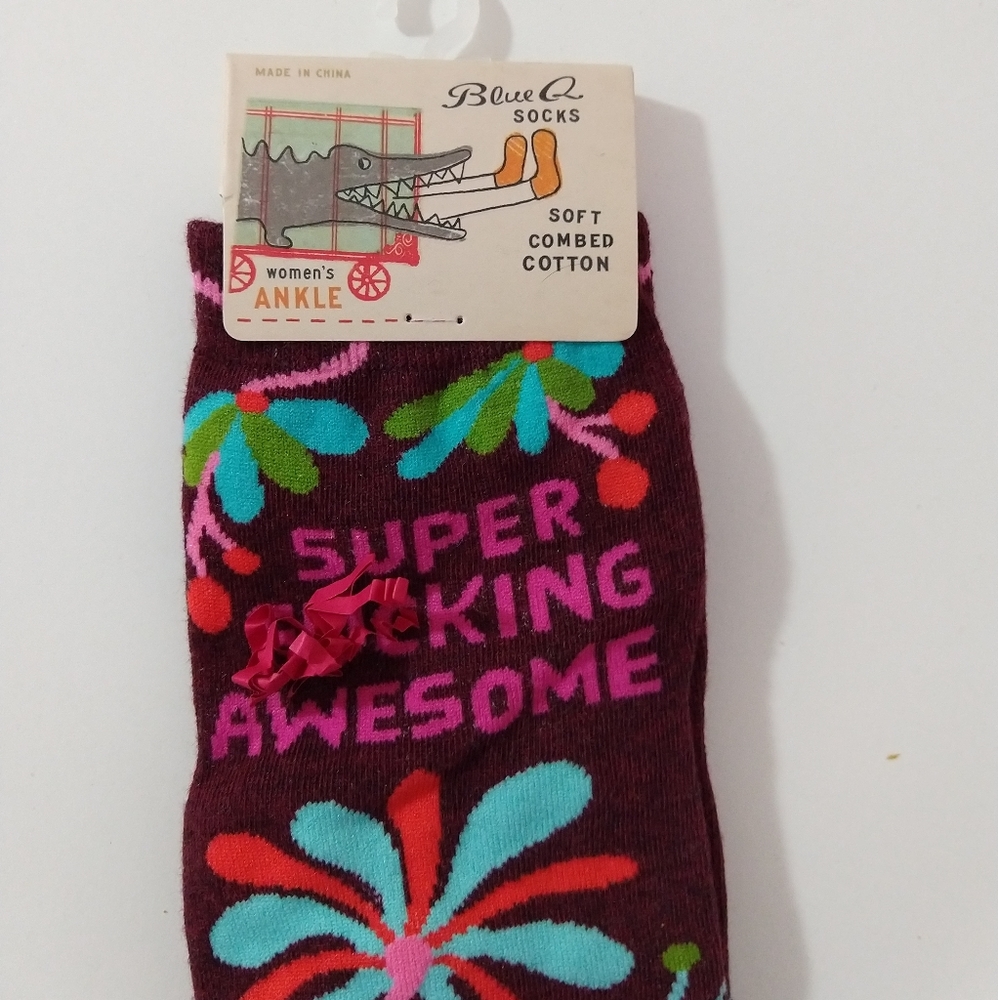 MADE IN CHINA
Blue Q
SOCKS
SOFT
COMBED
COTTON
women's
ANKLE
SUPER
AWESOME